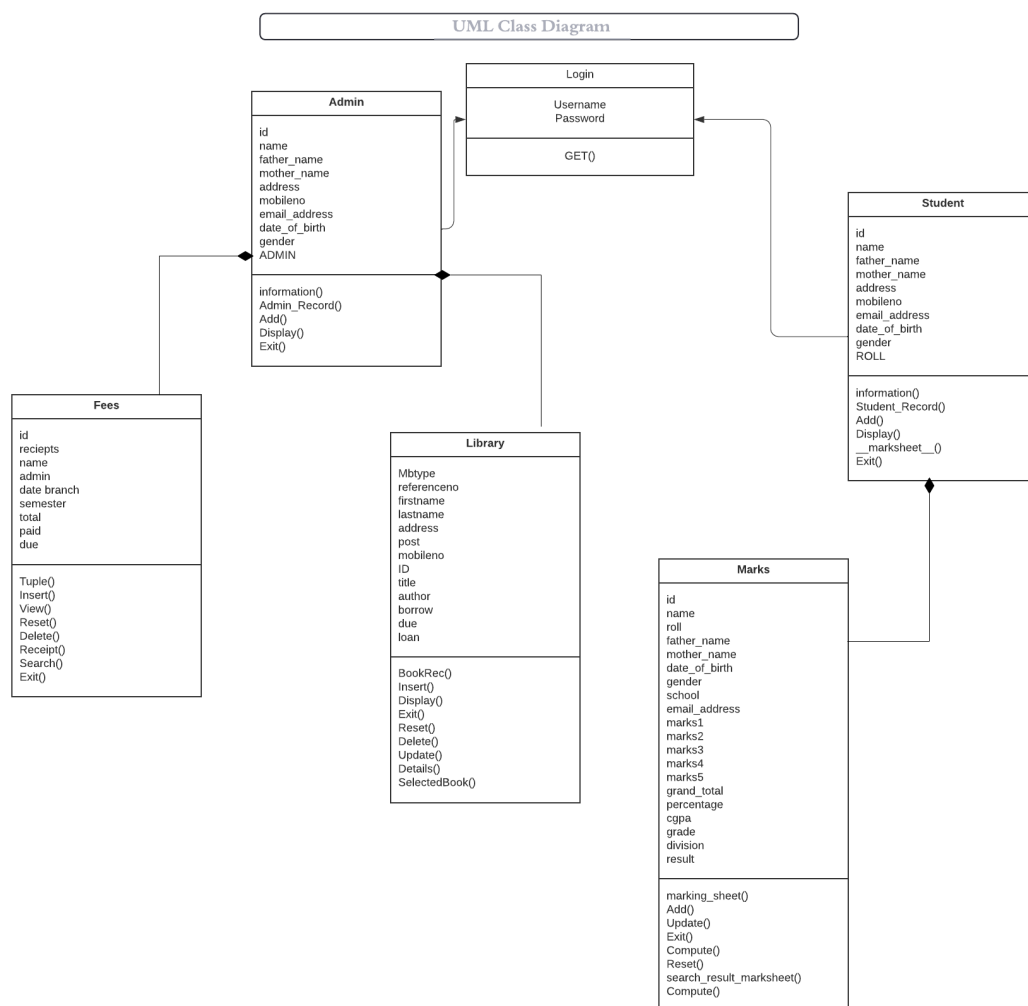 UML Class Diagram
Login
Username
Password
GET()
Admin
id
name
father_name
mother_name
address
mobileno
email_address
date_of_birth
gender
ADMIN
information()
Admin_Record()
Add()
Display()
Exit()
Student
id
name
father_name
mother_name
address
mobileno
email_address
date_of_birth
gender
ROLL
information()
Student_Record()
Add()
Display()
__marksheet__()
Exit()
Fees
id
reciepts
name
admin
date branch
semester
total
paid
due
Tuple()
Insert()
View()
Reset()
Delete()
Receipt()
Search()
Exit()
Library
Mbtype
referenceno
firstname
lastname
address
post
mobileno
ID
title
author
borrow
due
loan
BookRec()
Insert()
Display()
Exit()
Reset()
Delete()
Update()
Details()
SelectedBook()
Marks
id
name
roll
father_name
mother_name
date_of_birth
gender
school
email_address
marks1
marks2
marks3
marks4
marks5
grand_total
percentage
cgpa
grade
division
result
marking_sheet()
Add()
Update()
Exit()
Compute()
Reset()
search_result_marksheet()
Compute()